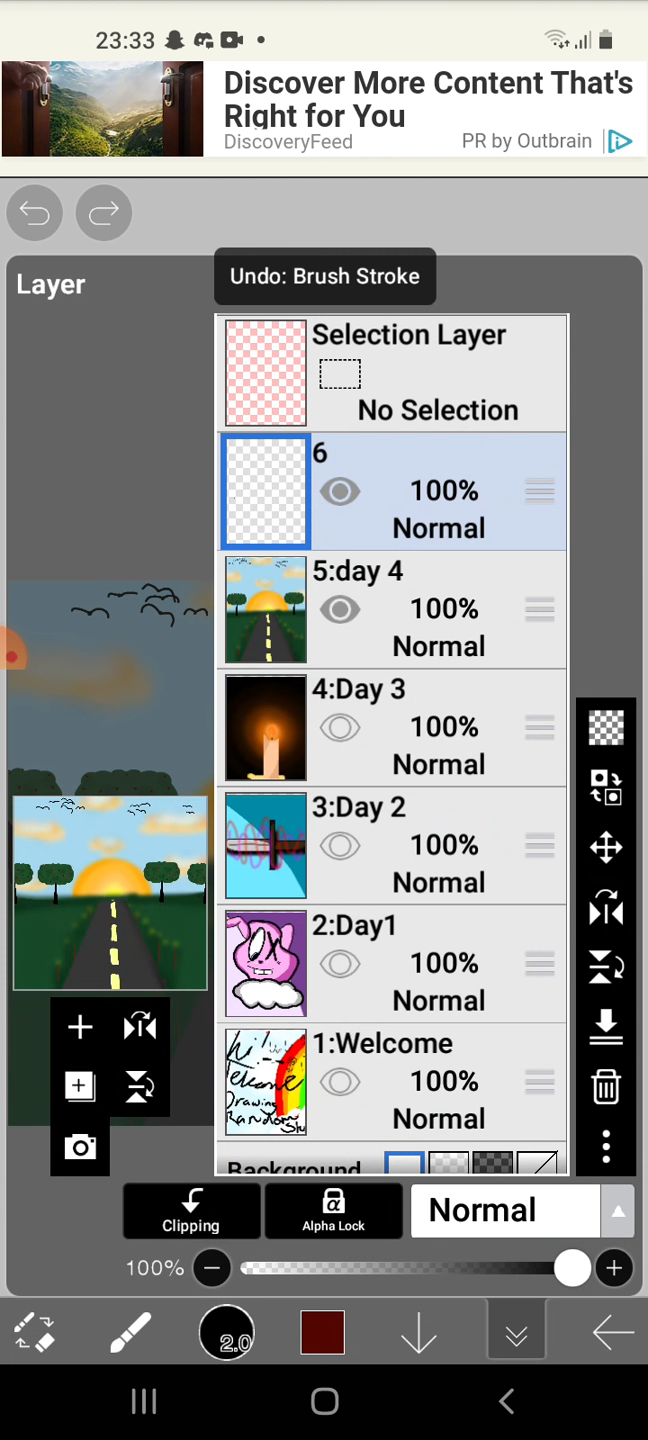 23:33
Discover More Content That's
Right for You
DiscoveryFeed
PR by Outbrain
Layer
Undo: Brush Stroke
Selection Layer
No Selection
6
100%
Normal
5:day 4
100%
Normal
4:Day 3
100%
Normal
3:Day 2
100%
Normal
2:Day1
100%
Normal
1:Welcome
100%
Normal
Background
Clipping
α
Alpha Lock
Normal
100%
2.0